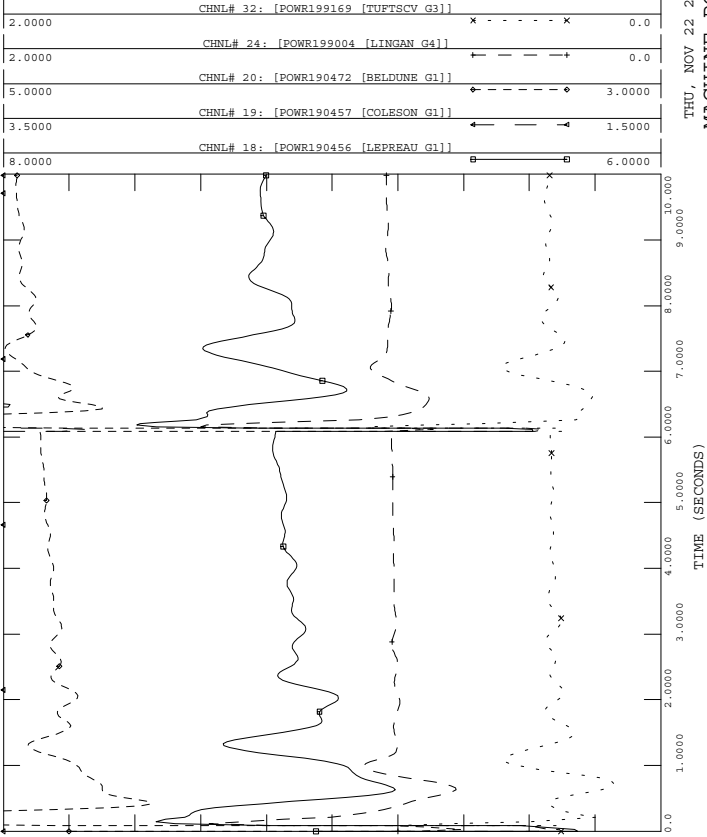 CHNL# 32: [POWR199169 [TUFTSCV G3]]
2.0000 0.0
CHNL# 24: [POWR199004 [LINGAN G4]]
2.0000 0.0
CHNL# 20: [POWR190472 [BELDUNE G1]]
5.0000 3.0000
CHNL# 19: [POWR190457 [COLESON G1]]
3.5000 1.5000
CHNL# 18: [POWR190456 [LEPREAU G1]]
8.0000 6.0000
10.000
9.0000
8.0000
7.0000
6.0000
5.0000
4.0000
3.0000
2.0000
1.0000
0.0
TIME (SECONDS)
THU, NOV 22 2
MACHINE